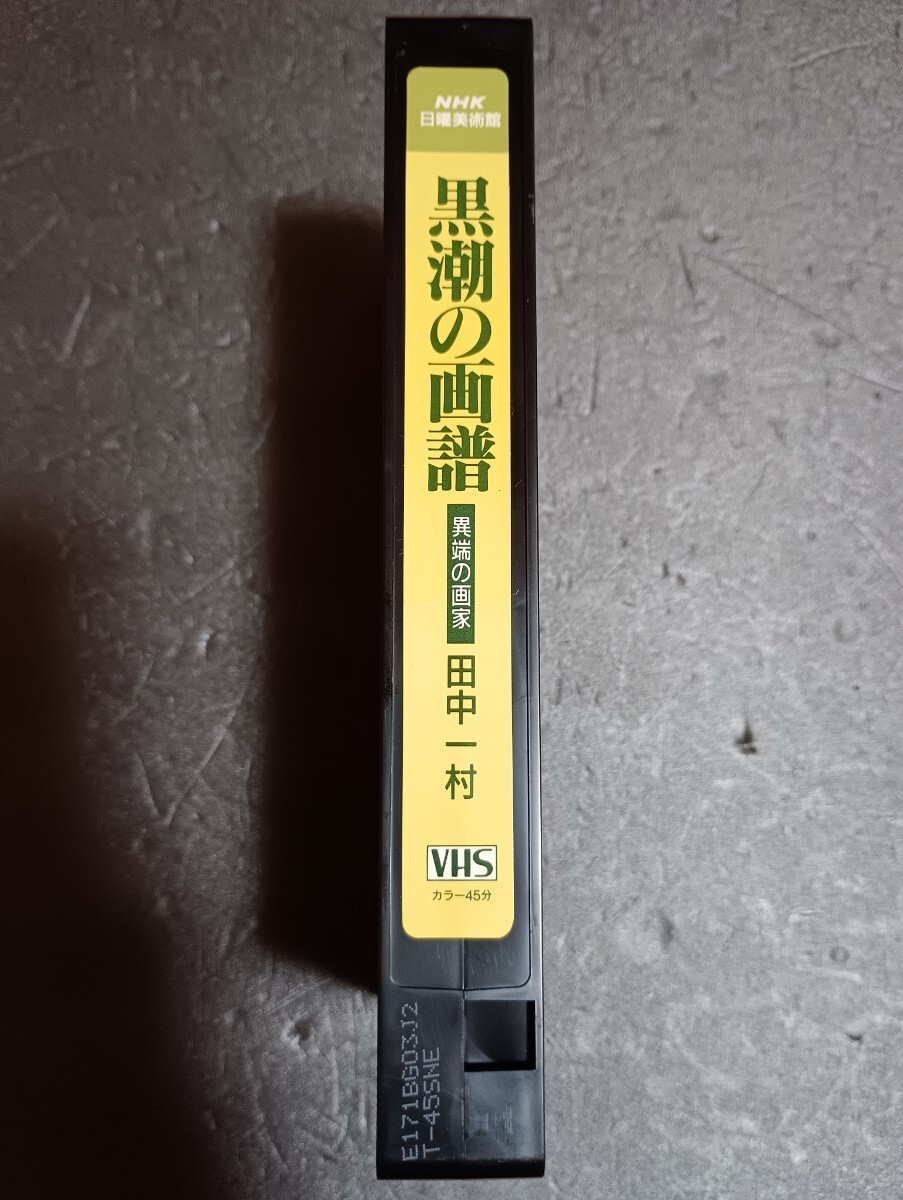 NHK
日曜美術館
黒潮の画譜
異端の画家
田中一村
VHS
カラー45分
E171BG03J2
T-45SNE